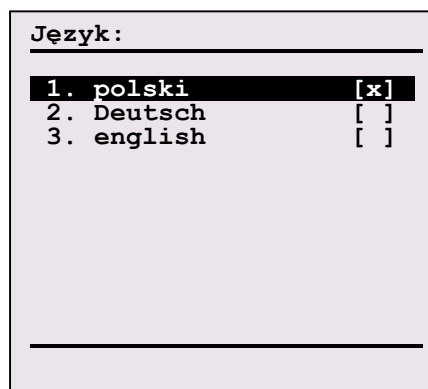 Język:
1. polski [x]
2. Deutsch [ ]
3. english [ ]